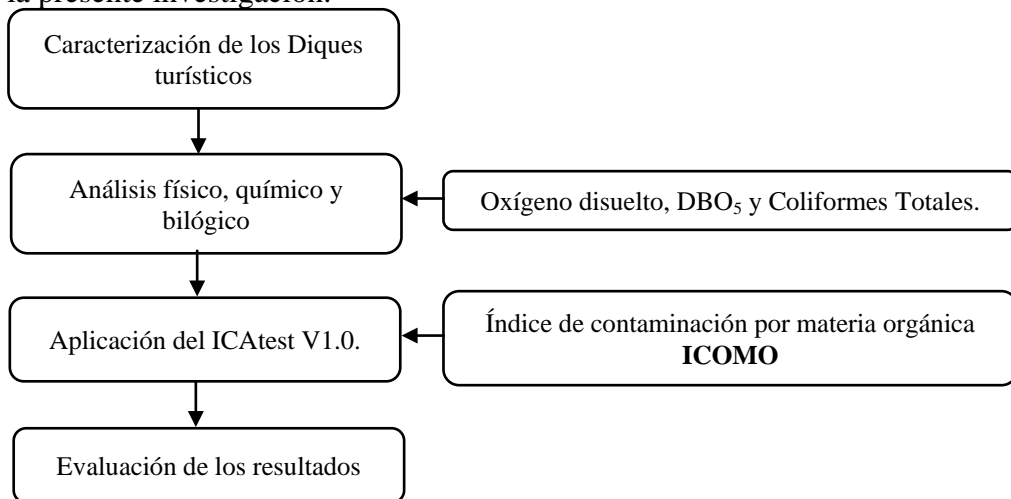 la presente investigación.
Caracterización de los Diques
turísticos
Análisis físico, químico y
bilógico
Oxígeno disuelto, DBO₅ y Coliformes Totales.
Aplicación del ICAtest V1.0.
Índice de contaminación por materia orgánica
ICOMO
Evaluación de los resultados